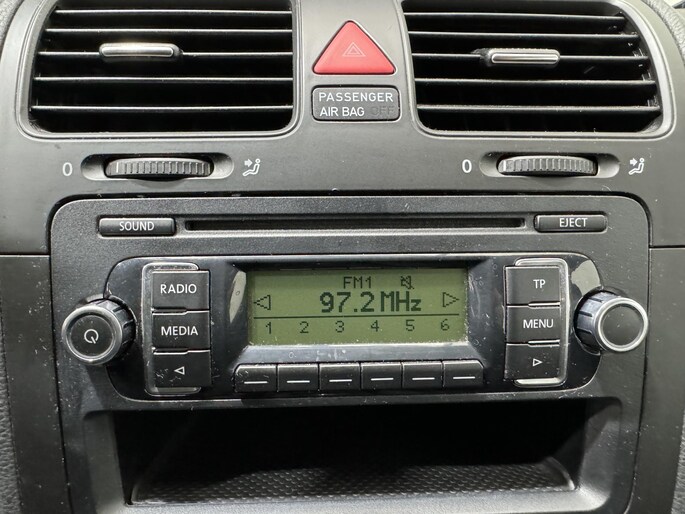 PASSENGER
AIR BAG OFF
0
0
SOUND
EJECT
RADIO
MEDIA
TP
MENU
FM1
97.2 MHz
1 2 3 4 5 6